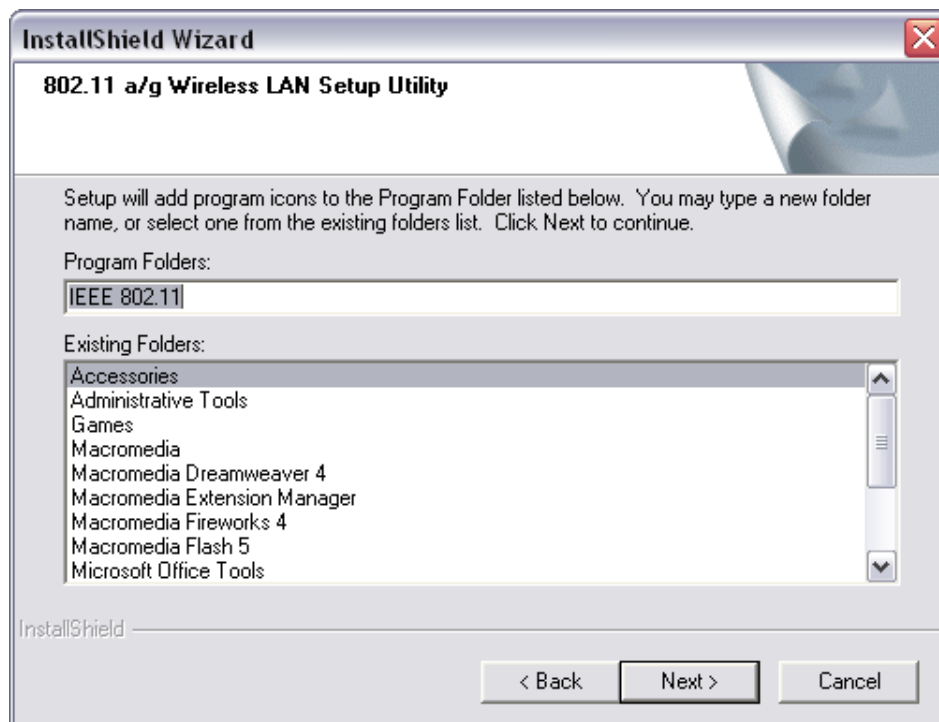 InstallShield Wizard
802.11 a/g Wireless LAN Setup Utility
Setup will add program icons to the Program Folder listed below.  You may type a new folder
name, or select one from the existing folders list.  Click Next to continue.
Program Folders:
IEEE 802.11
Existing Folders:
Accessories
Administrative Tools
Games
Macromedia
Macromedia Dreamweaver 4
Macromedia Extension Manager
Macromedia Fireworks 4
Macromedia Flash 5
Microsoft Office Tools
InstallShield
< Back Next > Cancel